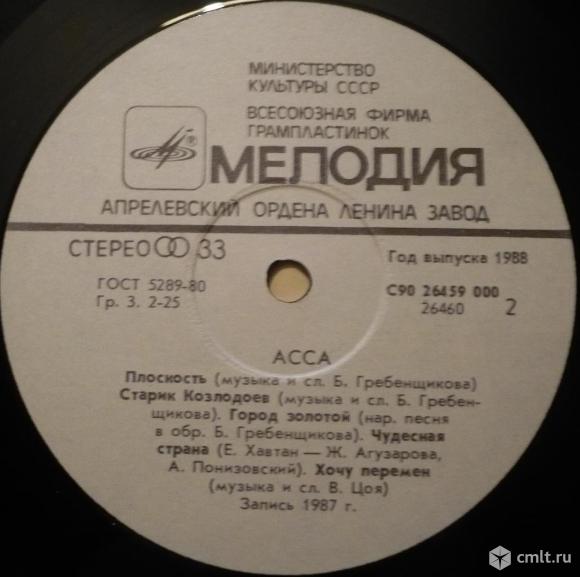 МИНИСТЕРСТВО
КУЛЬТУРЫ СССР
ВСЕСОЮЗНАЯ ФИРМА
ГРАМПЛАСТИНОК
®
МЕЛОДИЯ
АПРЕЛЕВСКИЙ ОРДЕНА ЛЕНИНА ЗАВОД
СТЕРЕО 33
Год выпуска 1988
ГОСТ 5289-80
Гр. 3. 2-25
С90 26459 000
26460 2
АССА
Плоскость (музыка и сл. Б. Гребенщикова)
Старик Козлодоев (музыка и сл. Б. Гребен-
щикова). Город золотой (нар. песня
в обр. Б. Гребенщикова). Чудесная
страна (Е. Хавтан — Ж. Агузарова,
А. Понизовский). Хочу перемен
(музыка и сл. В. Цоя)
Запись 1987 г.
cmlt.ru